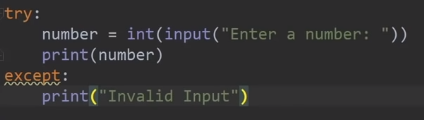 try:
    number = int(input("Enter a number: "))
    print(number)
except:
    print("Invalid Input")